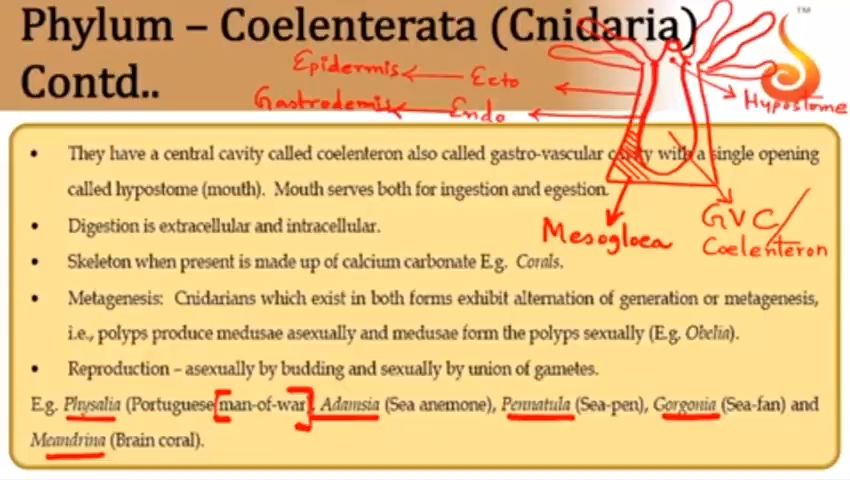 Phylum – Coelenterata (Cnidaria)
Contd..
TM
Epidermis
Ecto
Gastrodemis
Endo
Hypostome
• They have a central cavity called coelenteron also called gastro-vascular cavity with a single opening
called hypostome (mouth). Mouth serves both for ingestion and egestion.
Mesogloea
GVC/
Coelenteron
• Digestion is extracellular and intracellular.
• Skeleton when present is made up of calcium carbonate E.g. Corals.
• Metagenesis: Cnidarians which exist in both forms exhibit alternation of generation or metagenesis,
i.e., polyps produce medusae asexually and medusae form the polyps sexually (E.g. Obelia).
• Reproduction – asexually by budding and sexually by union of gametes.
E.g. Physalia (Portuguese [man-of-war], Adamsia (Sea anemone), Pennatula (Sea-pen), Gorgonia (Sea-fan) and
Meandrina (Brain coral).